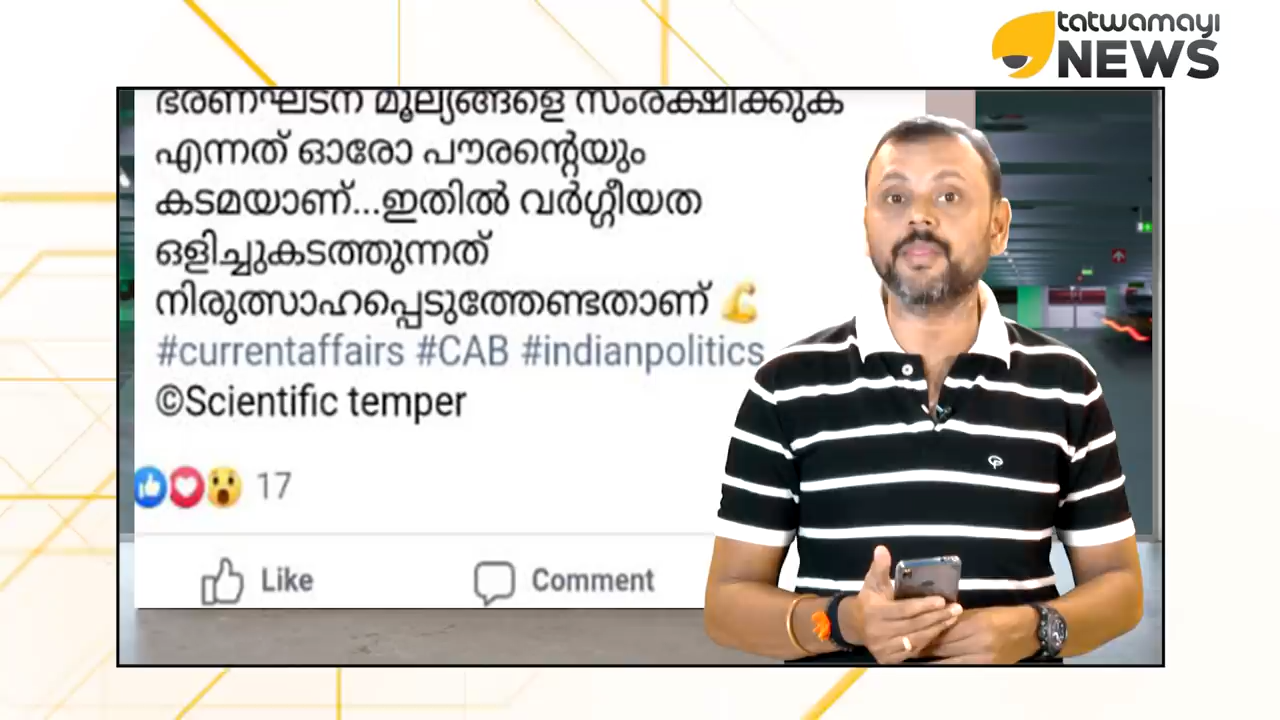 tatwamayi
NEWS
ഭരണഘടന മൂല്യങ്ങളെ സംരക്ഷിക്കുക
എന്നത് ഓരോ പൗരന്റെയും
കടമയാണ്...ഇതിൽ വർഗ്ഗീയത
ഒളിച്ചുകടത്തുന്നത്
നിരുത്സാഹപ്പെടുത്തേണ്ടതാണ് 💪
#currentaffairs #CAB #indianpolitics
©Scientific temper
17
Like
Comment